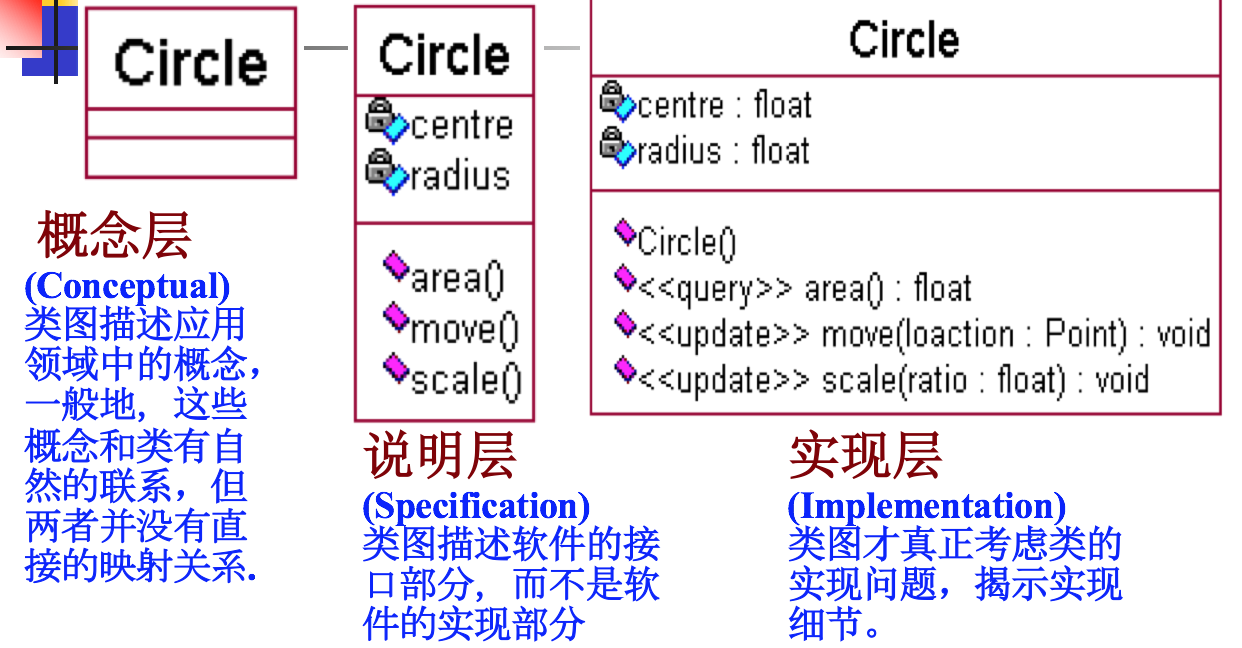 Circle
概念层
(Conceptual)
类图描述应用
领域中的概念，
一般地，这些
概念和类有自
然的联系，但
两者并没有直
接的映射关系.
Circle
centre
radius
area()
move()
scale()
说明层
(Specification)
类图描述软件的接
口部分，而不是软
件的实现部分
Circle
centre : float
radius : float
Circle()
<<query>> area() : float
<<update>> move(loaction : Point) : void
<<update>> scale(ratio : float) : void
实现层
(Implementation)
类图才真正考虑类的
实现问题，揭示实现
细节。